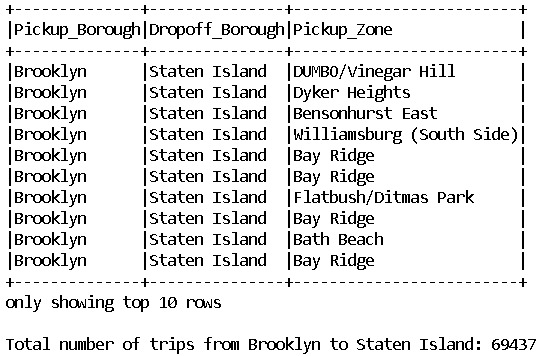 +--------------+---------------+-------------------------+
|Pickup_Borough|Dropoff_Borough|Pickup_Zone              |
+--------------+---------------+-------------------------+
|Brooklyn      |Staten Island  |DUMBO/Vinegar Hill       |
|Brooklyn      |Staten Island  |Dyker Heights            |
|Brooklyn      |Staten Island  |Bensonhurst East         |
|Brooklyn      |Staten Island  |Williamsburg (South Side)|
|Brooklyn      |Staten Island  |Bay Ridge                |
|Brooklyn      |Staten Island  |Bay Ridge                |
|Brooklyn      |Staten Island  |Flatbush/Ditmas Park     |
|Brooklyn      |Staten Island  |Bay Ridge                |
|Brooklyn      |Staten Island  |Bath Beach               |
|Brooklyn      |Staten Island  |Bay Ridge                |
+--------------+---------------+-------------------------+
only showing top 10 rows
Total number of trips from Brooklyn to Staten Island: 69437